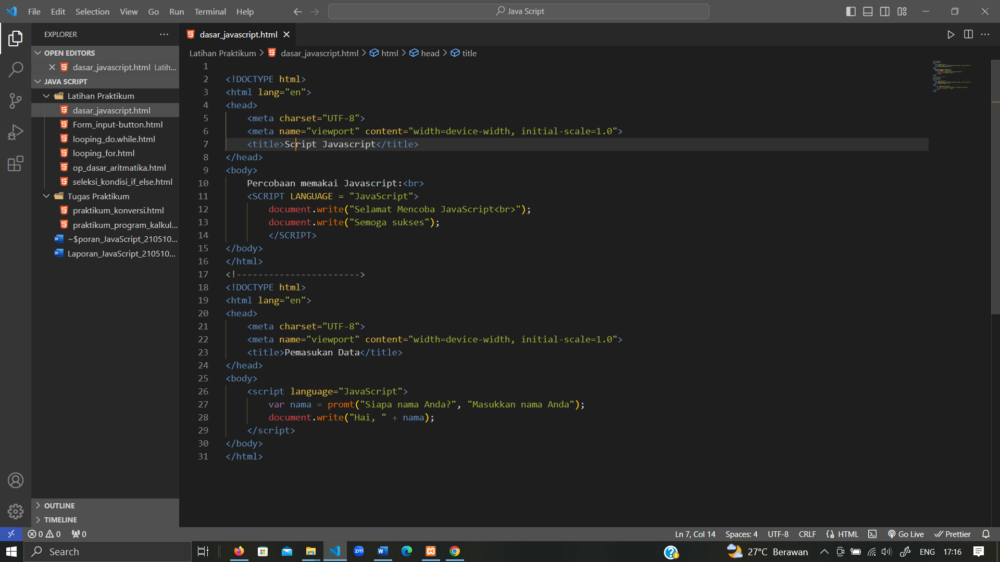 File Edit Selection View Go Run Terminal Help
Java Script
EXPLORER
OPEN EDITORS
dasar_javascript.html Latih...
JAVA SCRIPT
Latihan Praktikum
dasar_javascript.html
Form_input-button.html
looping_do.while.html
looping_for.html
op_dasar_aritmatika.html
seleksi_kondisi_if_else.html
Tugas Praktikum
praktikum_konversi.html
praktikum_program_kalkul...
~$poran_JavaScript_210510...
Laporan_JavaScript_210510...
OUTLINE
TIMELINE
dasar_javascript.html
Latihan Praktikum > dasar_javascript.html > html > head > title
1
2 <!DOCTYPE html>
3 <html lang="en">
4 <head>
5 <meta charset="UTF-8">
6 <meta name="viewport" content="width=device-width, initial-scale=1.0">
7 <title>Script Javascript</title>
8 </head>
9 <body>
10 Percobaan memakai Javascript:<br>
11 <SCRIPT LANGUAGE = "JavaScript">
12 document.write("Selamat Mencoba JavaScript<br>");
13 document.write("Semoga sukses");
14 </SCRIPT>
15 </body>
16 </html>
17 <!----------------------->
18 <!DOCTYPE html>
19 <html lang="en">
20 <head>
21 <meta charset="UTF-8">
22 <meta name="viewport" content="width=device-width, initial-scale=1.0">
23 <title>Pemasukan Data</title>
24 </head>
25 <body>
26 <script language="JavaScript">
27 var nama = promt("Siapa nama Anda?", "Masukkan nama Anda");
28 document.write("Hai, " + nama);
29 </script>
30 </body>
31 </html>
0 0 0
Ln 7, Col 14 Spaces: 4 UTF-8 CRLF HTML Go Live Prettier
Search
zm
27°C Berawan
ENG 17:16